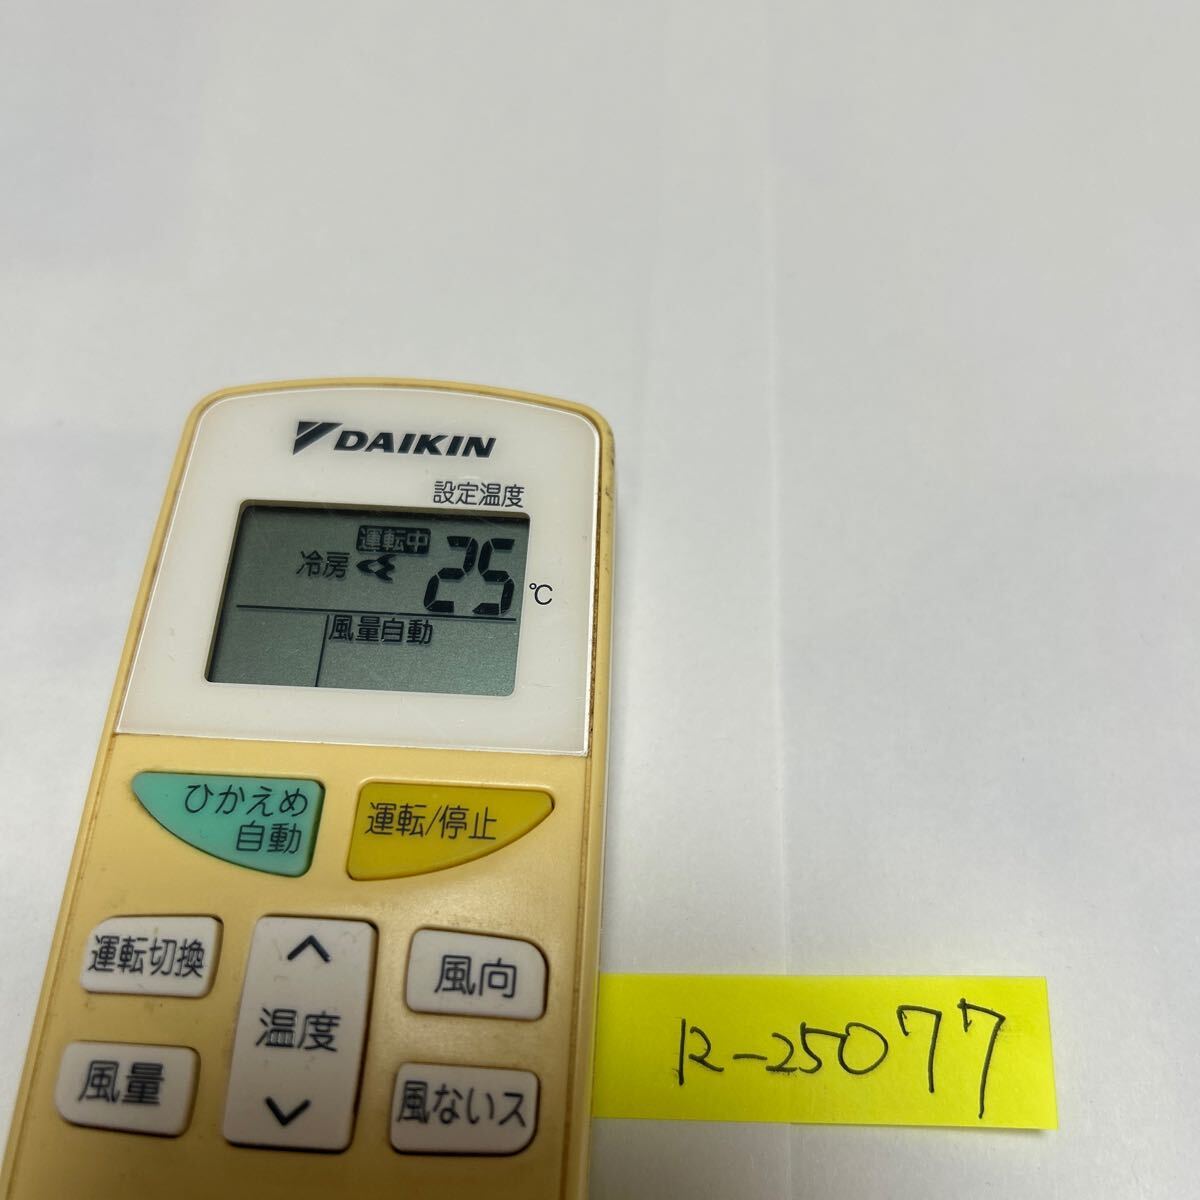 DAIKIN
設定温度
運転中
冷房
25
℃
風量自動
ひかえめ
自動
運転/停止
運転切換
温度
風向
風量
風ないス
R-25077